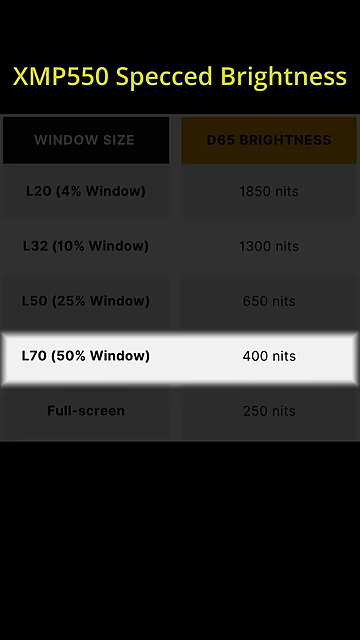 XMP550 Specced Brightness
WINDOW SIZE D65 BRIGHTNESS
L20 (4% Window) 1850 nits
L32 (10% Window) 1300 nits
L50 (25% Window) 650 nits
L70 (50% Window) 400 nits
Full-screen 250 nits